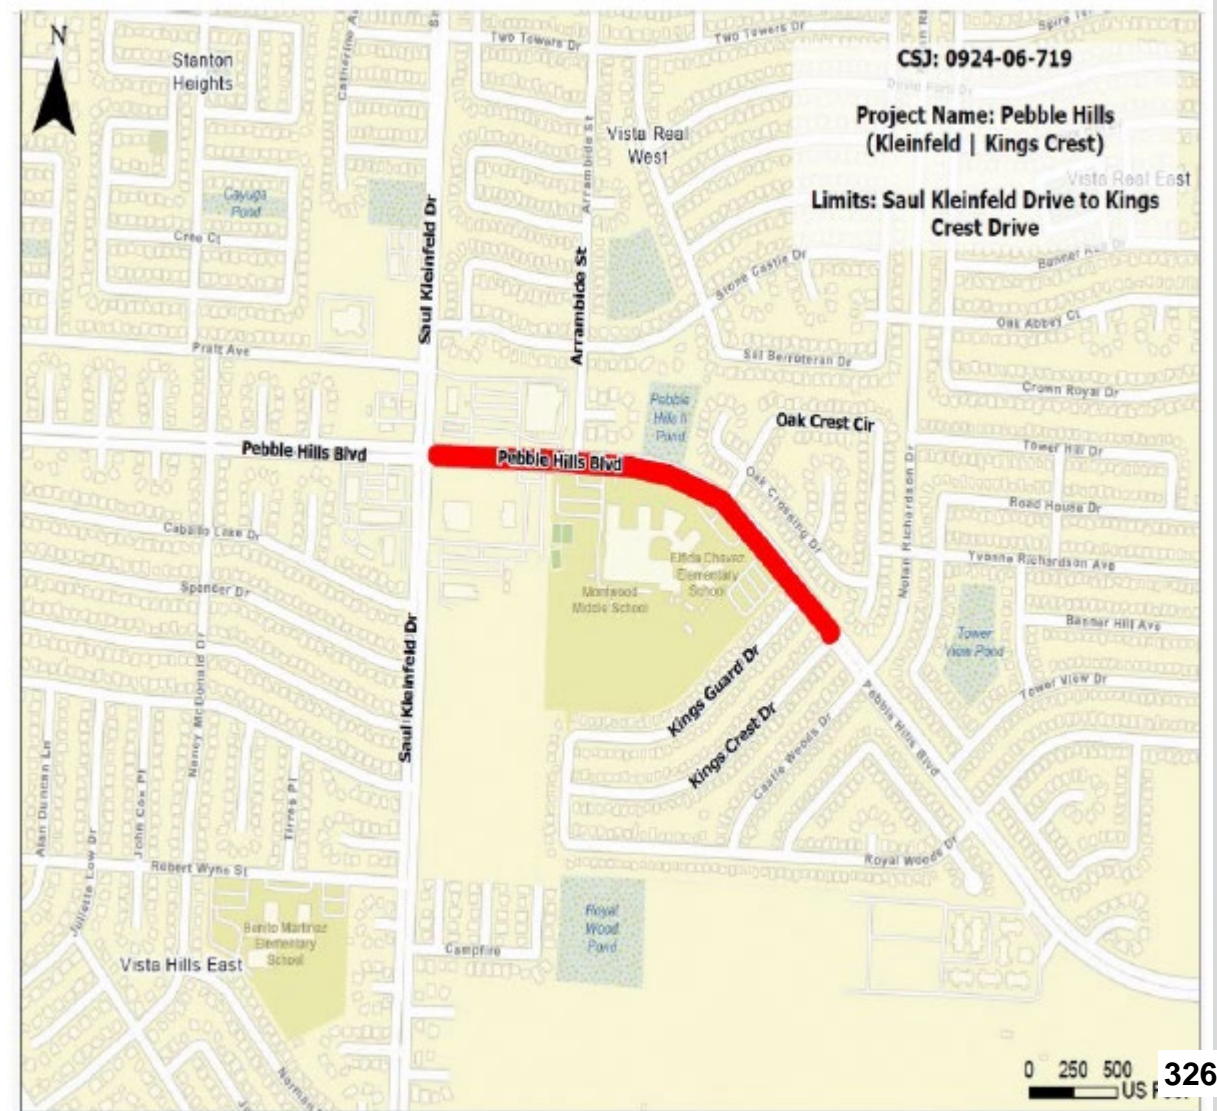 N
Stanton
Heights
Two Towers Dr
Two Towers Dr
CSJ: 0924-06-719
Project Name: Pebble Hills
(Kleinfeld | Kings Crest)
Vista Real East
Limits: Saul Kleinfeld Drive to Kings
Crest Drive
Vista Real
West
Arrambide St
Cayuga
Pond
Cree Ct
Saul Kleinfeld Dr
Arrambide St
Stone Castle Dr
Oak Abbey Ct
Pratt Ave
Sal Berroteran Dr
Crown Royal Dr
Pebble
Hills II
Pond
Oak Crest Cir
Tower Hill Dr
Pebble Hills Blvd
Pebble Hills Blvd
Oak Crossing Dr
Nolan Richardson Dr
Road House Dr
Caballo Lake Dr
Yvonne Richardson Ave
Elfida Chavez
Elementary
School
Montwood
Middle School
Spencer Dr
Banner Hill Ave
Tower
View Pond
Tower View Dr
Saul Kleinfeld Dr
Nancy McDonald Dr
Kings Guard Dr
Kings Crest Dr
Castle Woods Dr
Pebble Hills Blvd
Alan Duncan Ln
Juliette Low Dr
John Cox Pl
Tirres Pl
Robert Wynn St
Royal Woods Dr
Benito Martinez
Elementary
School
Royal
Wood
Pond
Vista Hills East
Campfire
0 250 500
US
326